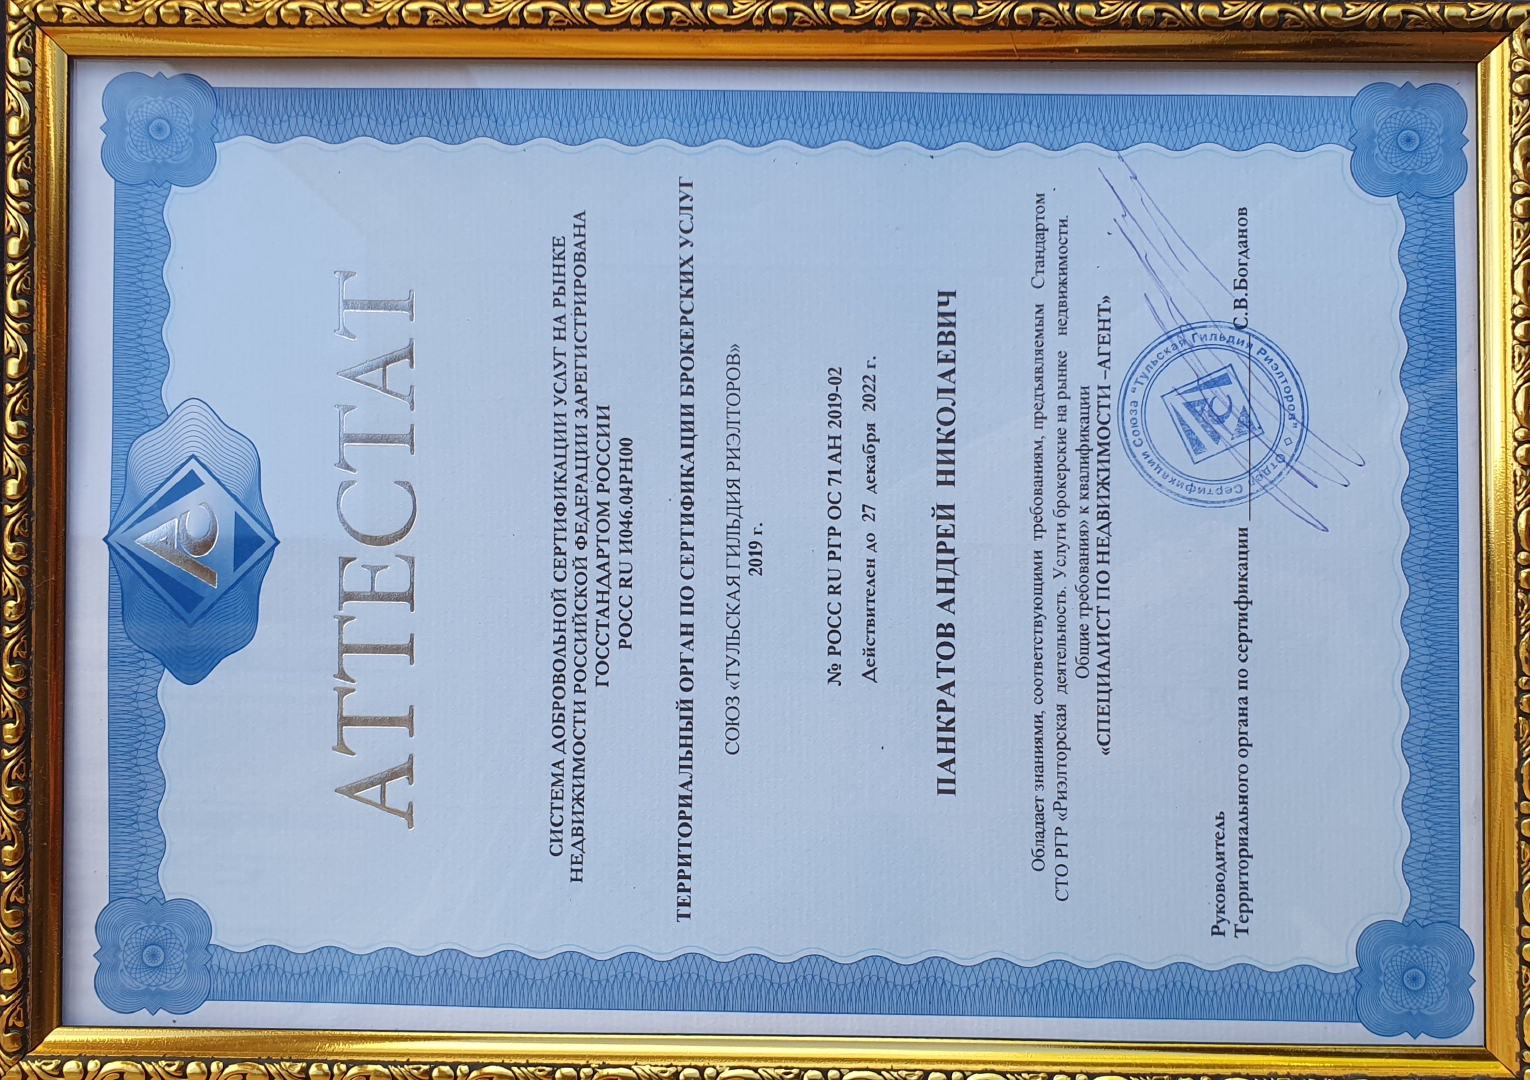 АС
АТТЕСТАТ
СИСТЕМА ДОБРОВОЛЬНОЙ СЕРТИФИКАЦИИ УСЛУГ НА РЫНКЕ
НЕДВИЖИМОСТИ РОССИЙСКОЙ ФЕДЕРАЦИИ ЗАРЕГИСТРИРОВАНА
ГОССТАНДАРТОМ РОССИИ
РОСС RU И046.04РН00
ТЕРРИТОРИАЛЬНЫЙ ОРГАН ПО СЕРТИФИКАЦИИ БРОКЕРСКИХ УСЛУГ
СОЮЗ «ТУЛЬСКАЯ ГИЛЬДИЯ РИЭЛТОРОВ»
2019 г.
№ РОСС RU РГР ОС 71 АН 2019-02
Действителен до 27 декабря 2022 г.
ПАНКРАТОВ АНДРЕЙ НИКОЛАЕВИЧ
Обладает знаниями, соответствующими требованиям, предъявляемым Стандартом
СТО РГР «Риэлторская деятельность. Услуги брокерские на рынке недвижимости.
Общие требования» к квалификации
«СПЕЦИАЛИСТ ПО НЕДВИЖИМОСТИ –АГЕНТ»
Руководитель
Территориального органа по сертификации С.В.Богданов
Отдел Сертификации Союза "Тульская Гильдия Риэлторов"
АС